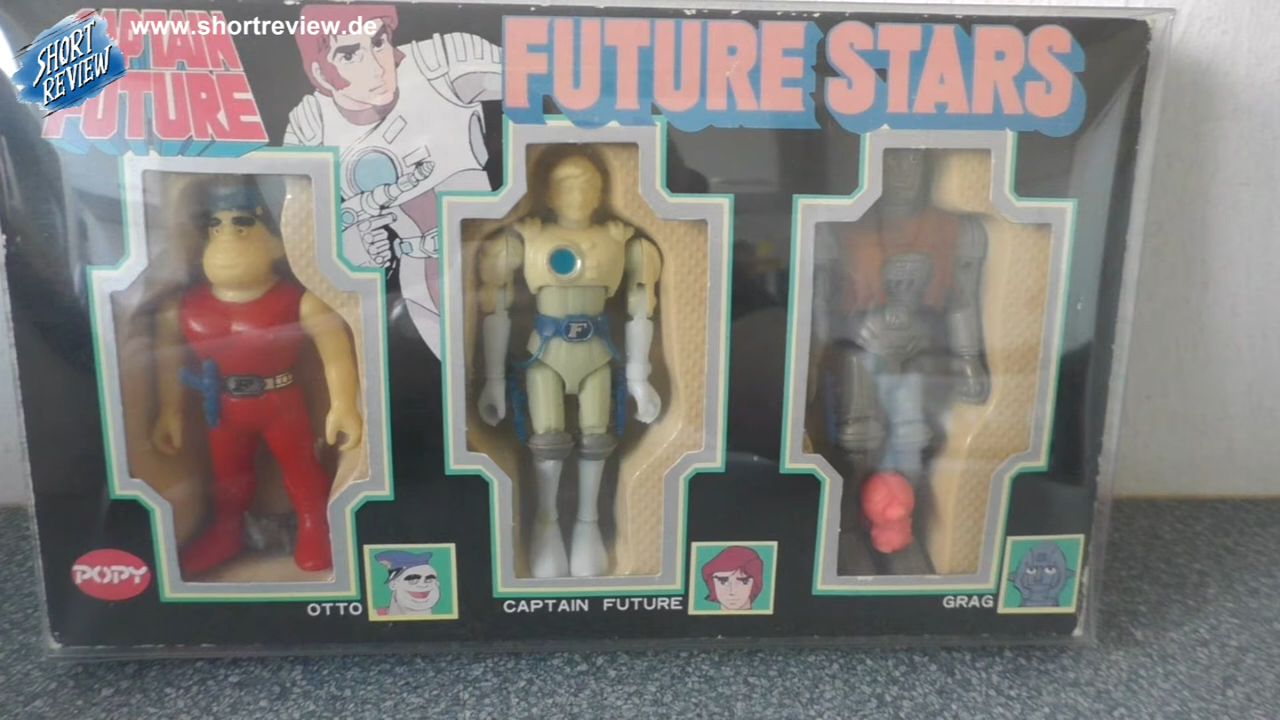 www.shortreview.de
SHORT
REVIEW
CAPTAIN
FUTURE
FUTURE STARS
F
F
POPY
OTTO
CAPTAIN FUTURE
GRAG